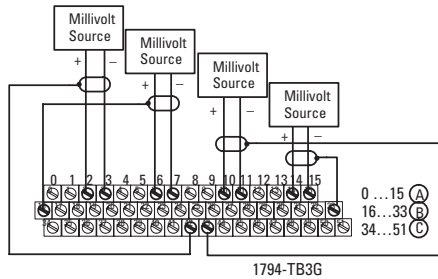 Millivolt
Source
+ –
Millivolt
Source
+ –
Millivolt
Source
+ –
Millivolt
Source
+ –
0 1 2 3 4 5 6 7 8 9 10 11 12 13 14 15
0 ...15 A
16...33 B
34...51 C
1794-TB3G